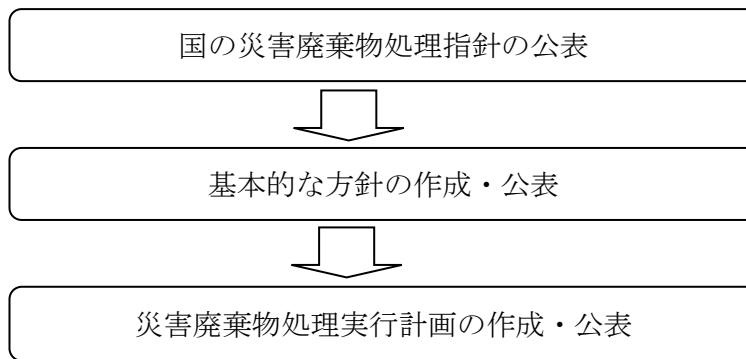 国の災害廃棄物処理指針の公表
基本的な方針の作成・公表
災害廃棄物処理実行計画の作成・公表